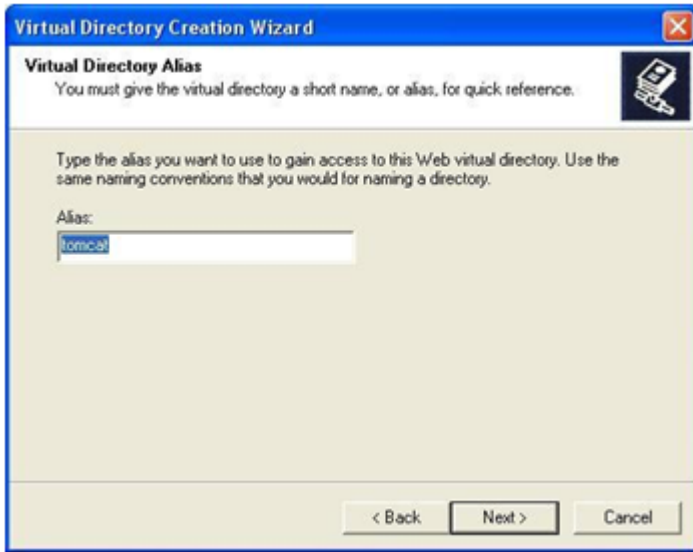 Virtual Directory Creation Wizard
Virtual Directory Alias
You must give the virtual directory a short name, or alias, for quick reference.
Type the alias you want to use to gain access to this Web virtual directory. Use the
same naming conventions that you would for naming a directory.
Alias:
tomcat
< Back Next > Cancel